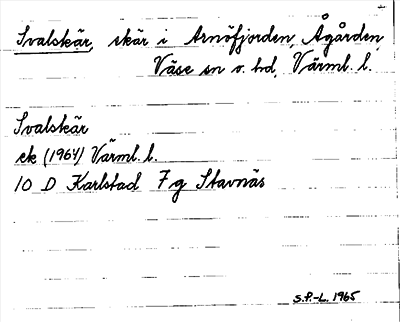 Svalskär, skär i Arnöfjorden, Ågården,
Väse sn o. hd, Värml. l.
Svalskär
ek (1964) Värml. l.
10 D Karlstad 7 g Stavnäs
S.P.-L. 1965